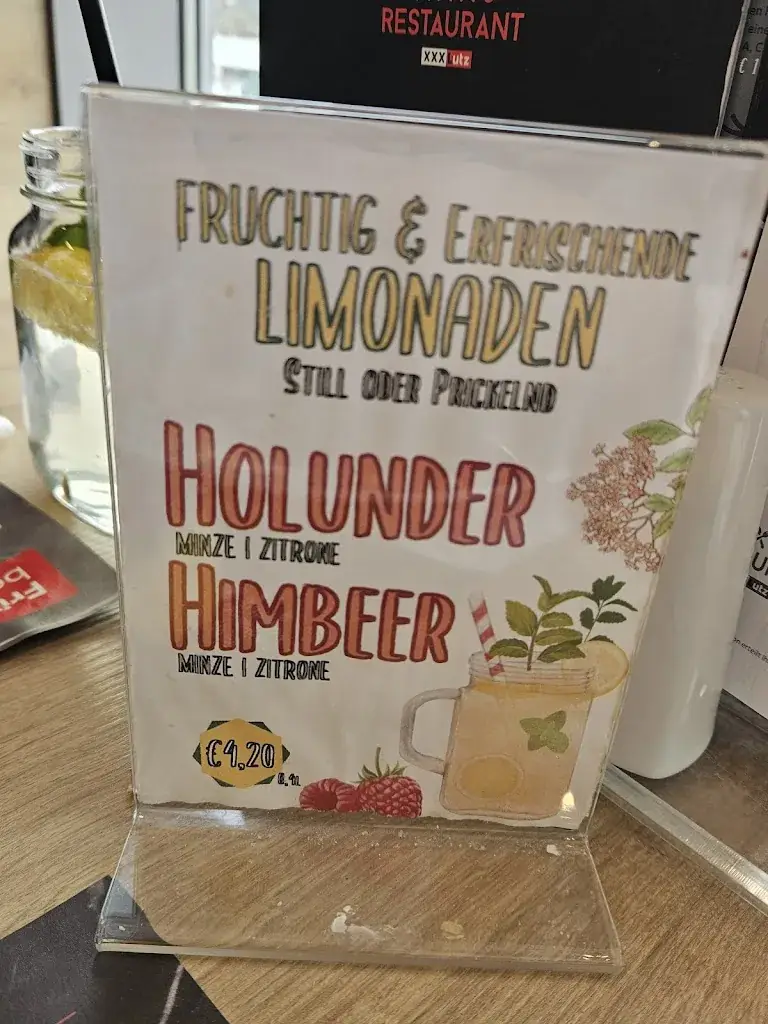 RESTAURANT
XXXLutz
FRUCHTIG & ERFRISCHENDE
LIMONADEN
STILL ODER PRICKELND
HOLUNDER
MINZE | ZITRONE
HIMBEER
MINZE | ZITRONE
€4,20
0,4L